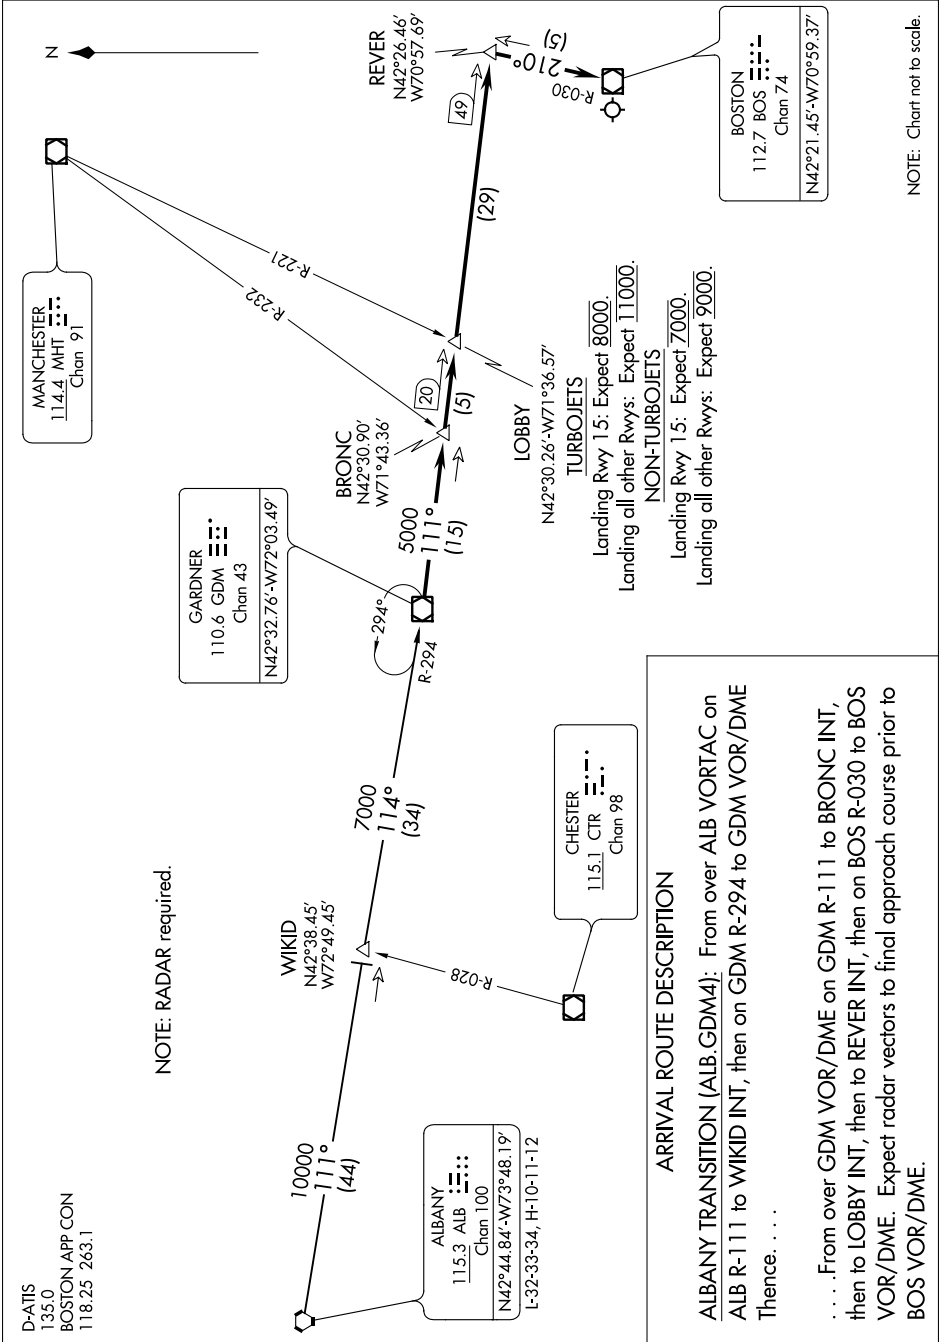 D-ATIS
135.0
BOSTON APP CON
118.25 263.1
NOTE: RADAR required.
N
MANCHESTER
114.4 MHT
Chan 91
GARDNER
110.6 GDM
Chan 43
N42°32.76'-W72°03.49'
ALBANY
115.3 ALB
Chan 100
N42°44.84'-W73°48.19'
L-32-33-34, H-10-11-12
10000
111°
(44)
WIKID
N42°38.45'
W72°49.45'
R-028
CHESTER
115.1 CTR
Chan 98
7000
114°
(34)
R-294
294°
5000
111°
(15)
BRONC
N42°30.90'
W71°43.36'
R-232
R-221
20
(5)
LOBBY
N42°30.26'-W71°36.57'
TURBOJETS
Landing Rwy 15: Expect 8000.
Landing all other Rwys: Expect 11000.
NON-TURBOJETS
Landing Rwy 15: Expect 7000.
Landing all other Rwys: Expect 9000.
(29)
49
REVER
N42°26.46'
W70°57.69'
(5)
210°
R-030
BOSTON
112.7 BOS
Chan 74
N42°21.45'-W70°59.37'
NOTE: Chart not to scale.
ARRIVAL ROUTE DESCRIPTION
ALBANY TRANSITION (ALB.GDM4): From over ALB VORTAC on
ALB R-111 to WIKID INT, then on GDM R-294 to GDM VOR/DME
Thence. . . .
. . . .From over GDM VOR/DME on GDM R-111 to BRONC INT,
then to LOBBY INT, then to REVER INT, then on BOS R-030 to BOS
VOR/DME. Expect radar vectors to final approach course prior to
BOS VOR/DME.